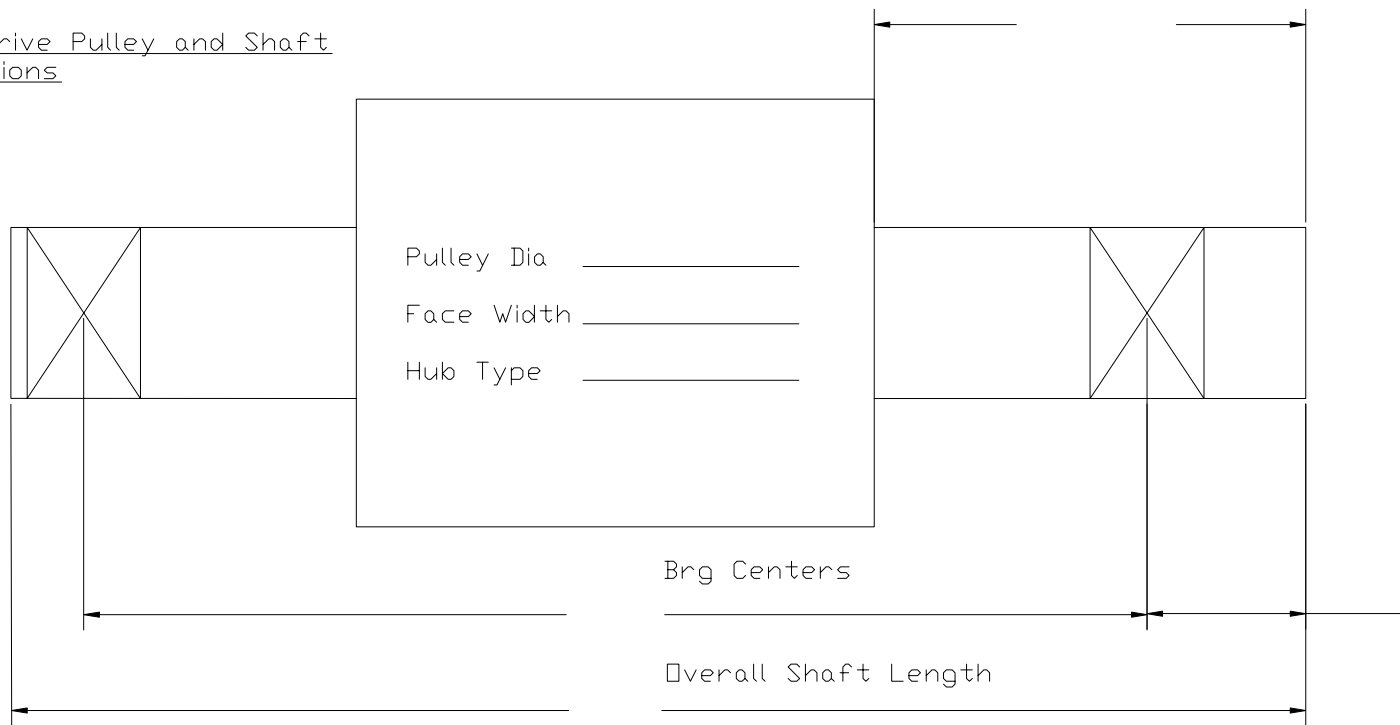 rive Pulley and Shaft
ions
Pulley Dia
Face Width
Hub Type
Brg Centers
Overall Shaft Length